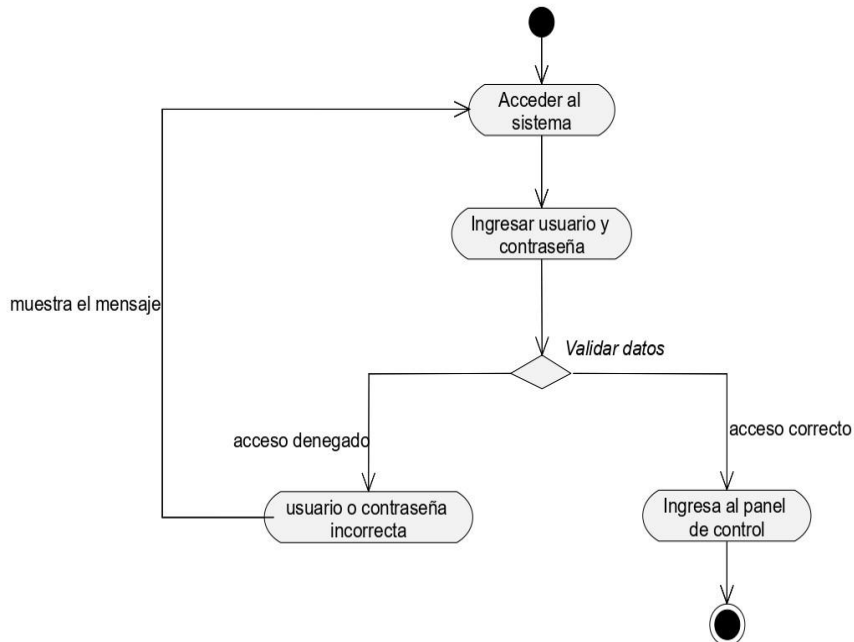 Acceder al
sistema
Ingresar usuario y
contraseña
muestra el mensaje
Validar datos
acceso denegado
acceso correcto
usuario o contraseña
incorrecta
Ingresa al panel
de control